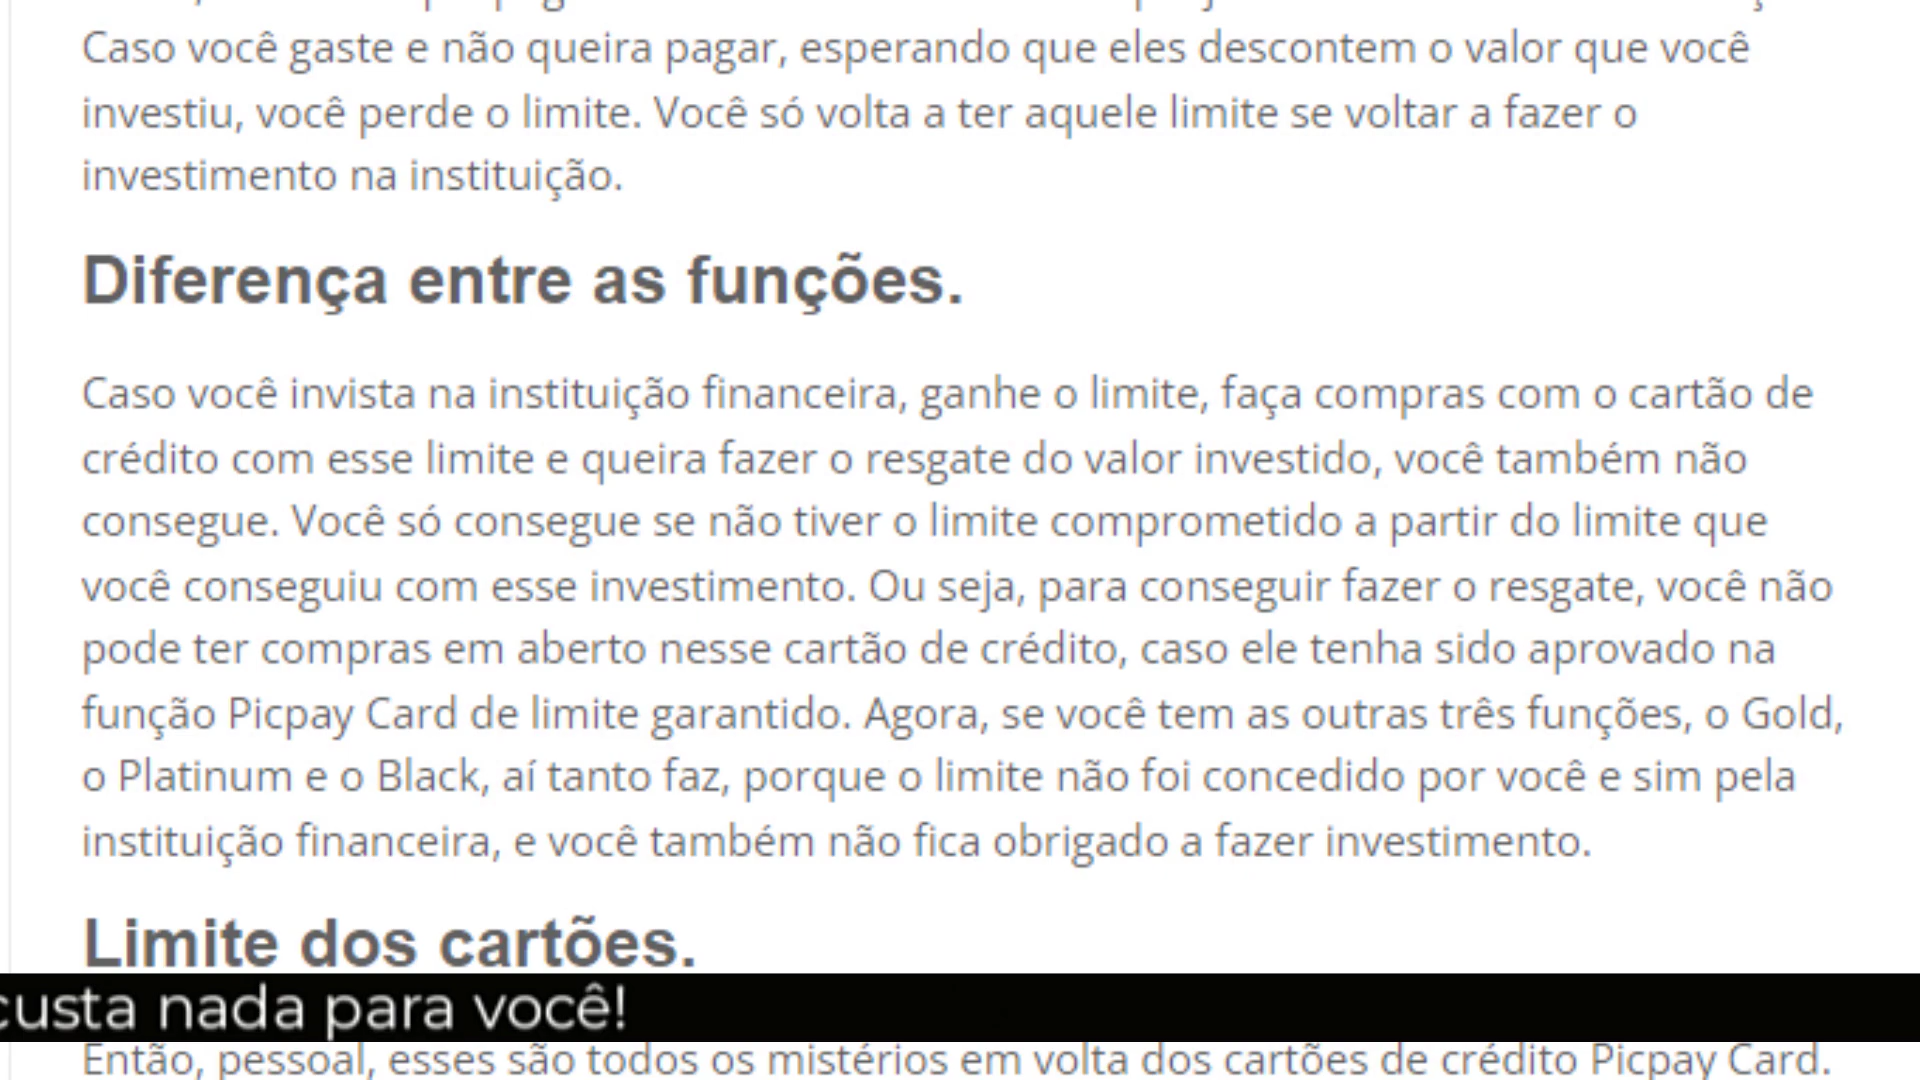 Caso você gaste e não queira pagar, esperando que eles descontem o valor que você
investiu, você perde o limite. Você só volta a ter aquele limite se voltar a fazer o
investimento na instituição.
Diferença entre as funções.
Caso você invista na instituição financeira, ganhe o limite, faça compras com o cartão de
crédito com esse limite e queira fazer o resgate do valor investido, você também não
consegue. Você só consegue se não tiver o limite comprometido a partir do limite que
você conseguiu com esse investimento. Ou seja, para conseguir fazer o resgate, você não
pode ter compras em aberto nesse cartão de crédito, caso ele tenha sido aprovado na
função Picpay Card de limite garantido. Agora, se você tem as outras três funções, o Gold,
o Platinum e o Black, aí tanto faz, porque o limite não foi concedido por você e sim pela
instituição financeira, e você também não fica obrigado a fazer investimento.
Limite dos cartões.
custa nada para você!
Então, pessoal, esses são todos os mistérios em volta dos cartões de crédito Picpay Card.